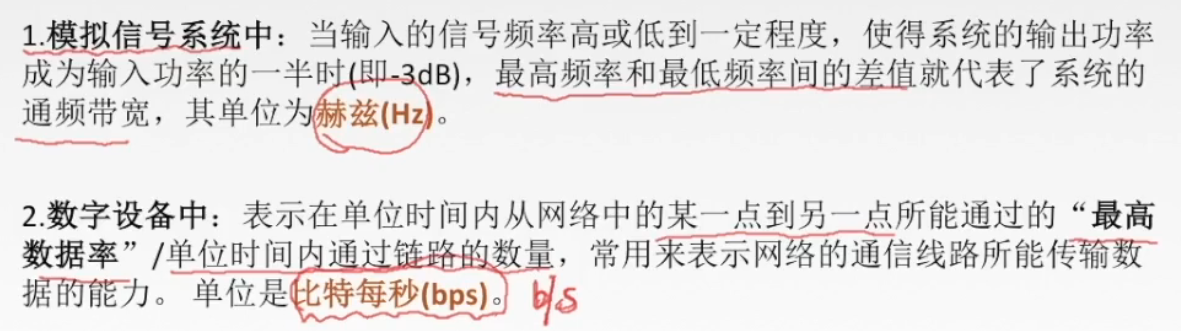 1.模拟信号系统中：当输入的信号频率高或低到一定程度，使得系统的输出功率
成为输入功率的一半时(即-3dB)，最高频率和最低频率间的差值就代表了系统的
通频带宽，其单位为赫兹(Hz)。
2.数字设备中：表示在单位时间内从网络中的某一点到另一点所能通过的“最高
数据率”/单位时间内通过链路的数量，常用来表示网络的通信线路所能传输数
据的能力。 单位是比特每秒(bps)。 b/s